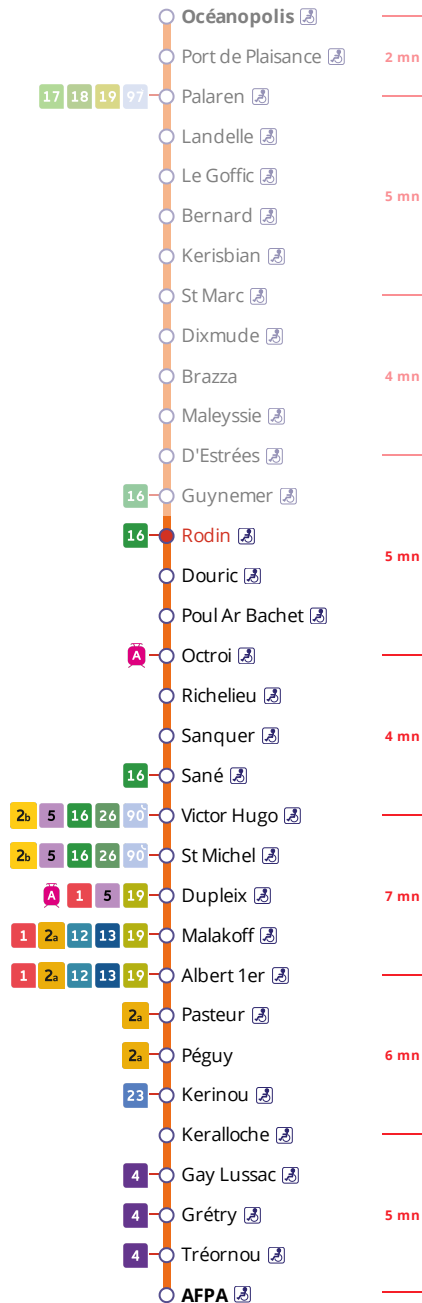 Océanopolis
Port de Plaisance 2 mn
17 18 19 97 Palaren
Landelle
Le Goffic
5 mn
Bernard
Kerisbian
St Marc
Dixmude
Brazza 4 mn
Maleyssie
D'Estrées
16 Guynemer
16 Rodin
5 mn
Douric
Poul Ar Bachet
A Octroi
Richelieu
Sanquer 4 mn
16 Sané
2b 5 16 26 90` Victor Hugo
2b 5 16 26 90` St Michel
A 1 5 19 Dupleix 7 mn
1 2a 12 13 19 Malakoff
1 2a 12 13 19 Albert 1er
2a Pasteur
2a Péguy 6 mn
23 Kerinou
Keralloche
4 Gay Lussac
4 Grétry 5 mn
4 Tréornou
AFPA